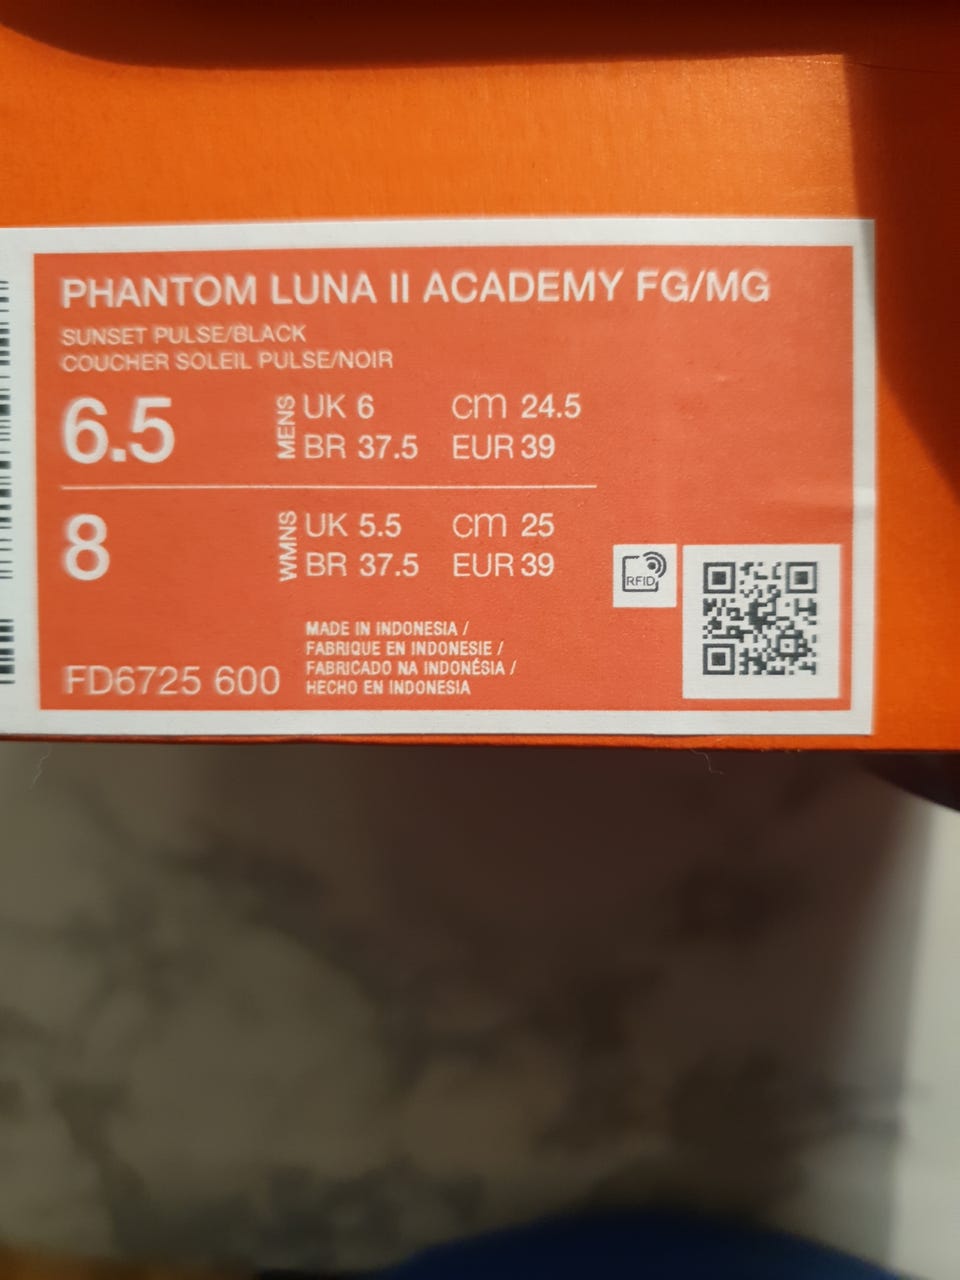 PHANTOM LUNA II ACADEMY FG/MG
SUNSET PULSE/BLACK
COUCHER SOLEIL PULSE/NOIR
6.5
MENS
UK 6 cm 24.5
BR 37.5 EUR 39
8
WMNS
UK 5.5 cm 25
BR 37.5 EUR 39
RFID
MADE IN INDONESIA /
FABRIQUE EN INDONESIE /
FABRICADO NA INDONÉSIA /
HECHO EN INDONESIA
FD6725 600